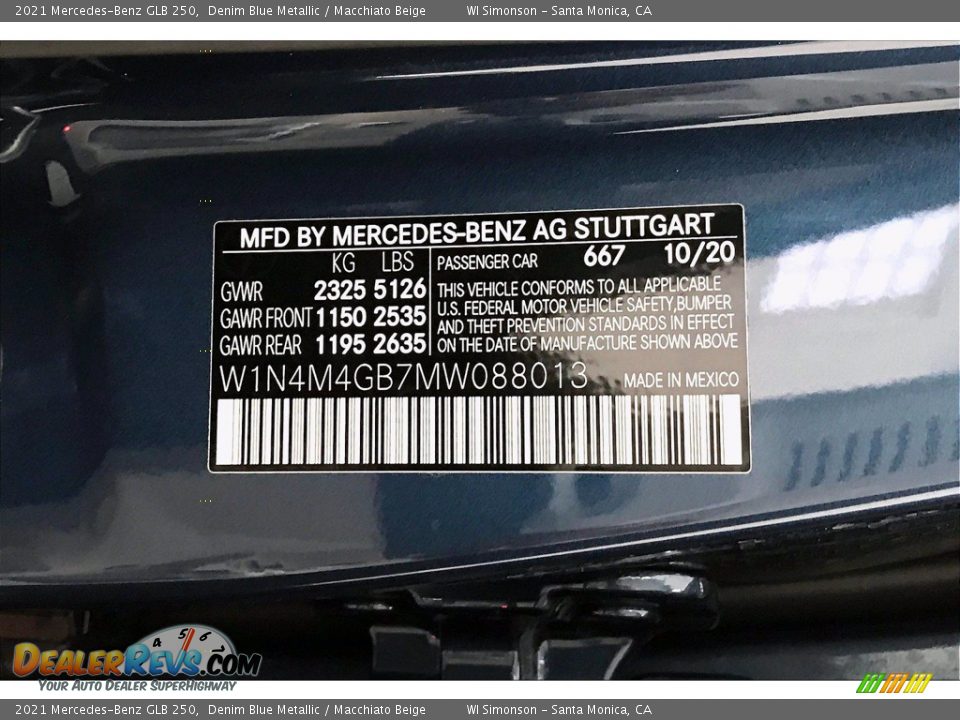 2021 Mercedes-Benz GLB 250, Denim Blue Metallic / Macchiato Beige WI Simonson - Santa Monica, CA
MFD BY MERCEDES-BENZ AG STUTTGART
KG LBS
GVWR 2325 5126
GAWR FRONT 1150 2535
GAWR REAR 1195 2635
PASSENGER CAR 667 10/20
THIS VEHICLE CONFORMS TO ALL APPLICABLE
U.S. FEDERAL MOTOR VEHICLE SAFETY,BUMPER
AND THEFT PREVENTION STANDARDS IN EFFECT
ON THE DATE OF MANUFACTURE SHOWN ABOVE
W1N4M4GB7MW088013 MADE IN MEXICO
4 5 6
DEALERREVS.COM
YOUR AUTO DEALER SUPERHIGHWAY
2021 Mercedes-Benz GLB 250, Denim Blue Metallic / Macchiato Beige WI Simonson - Santa Monica, CA